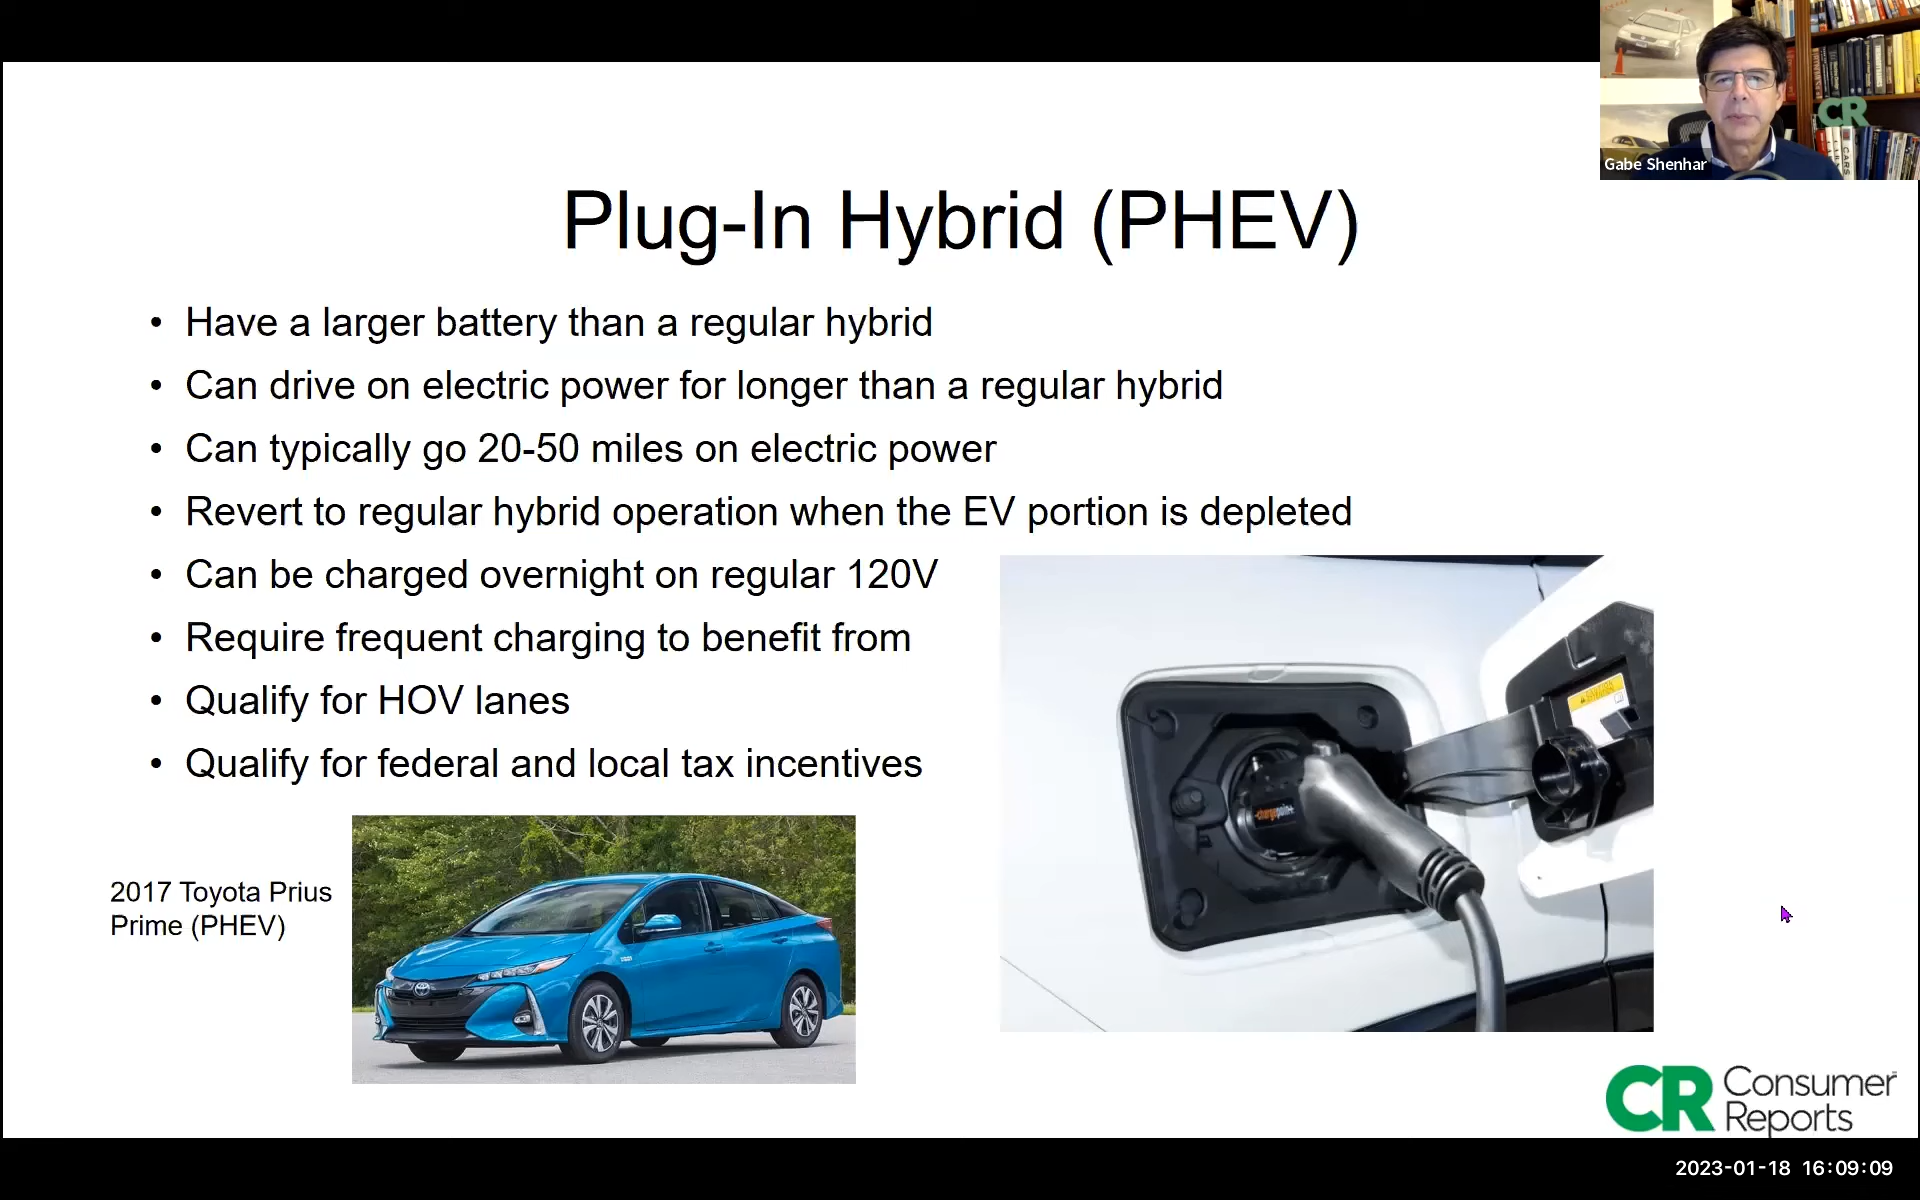 CR
Gabe Shenhar
Plug-In Hybrid (PHEV)
• Have a larger battery than a regular hybrid
• Can drive on electric power for longer than a regular hybrid
• Can typically go 20-50 miles on electric power
• Revert to regular hybrid operation when the EV portion is depleted
• Can be charged overnight on regular 120V
• Require frequent charging to benefit from
• Qualify for HOV lanes
• Qualify for federal and local tax incentives
-chargepoin+
2017 Toyota Prius
Prime (PHEV)
CR Consumer
Reports
2023-01-18 16:09:09